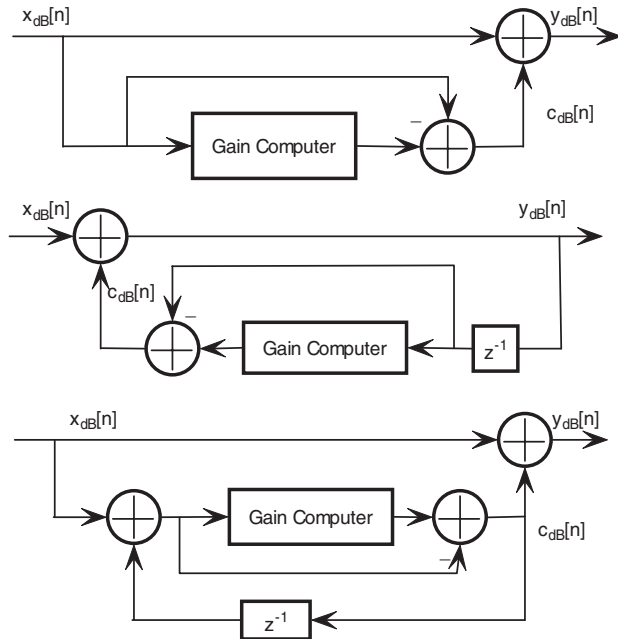 x_dB[n] y_dB[n]
−
Gain Computer
c_dB[n]
x_dB[n] y_dB[n]
c_dB[n]
−
Gain Computer z⁻¹
x_dB[n] y_dB[n]
Gain Computer
−
c_dB[n]
z⁻¹